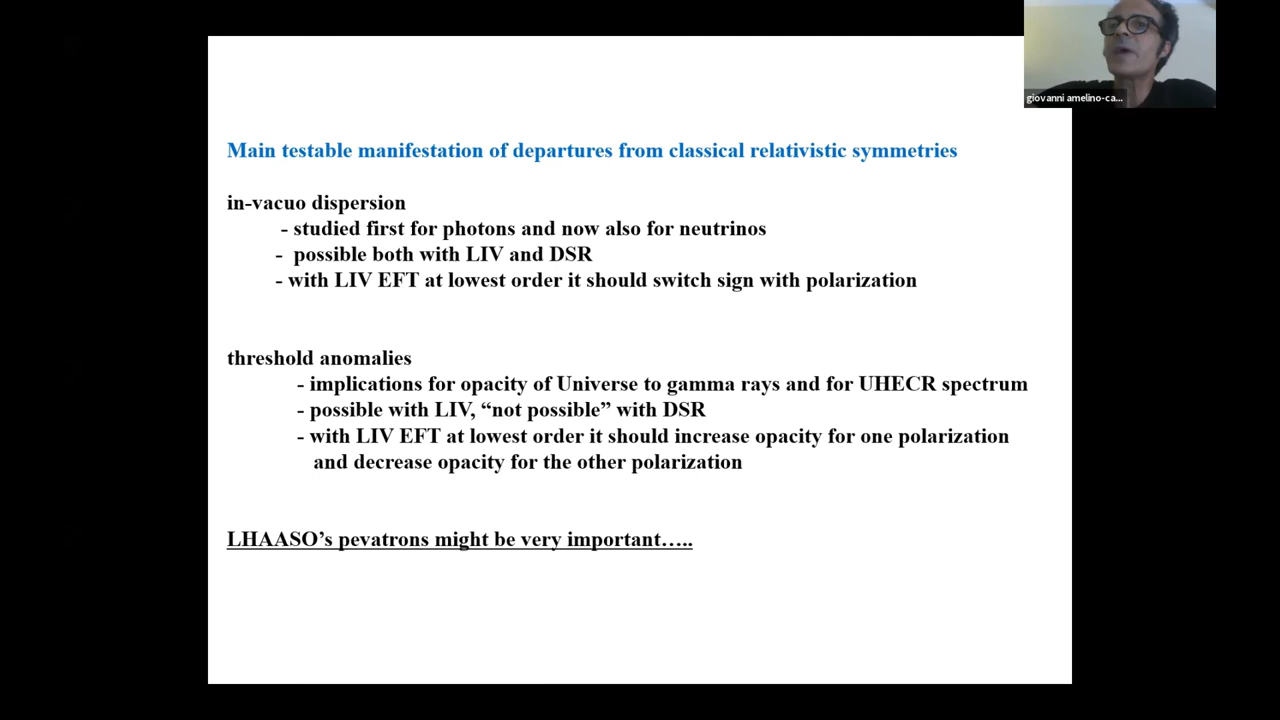 giovanni amelino-ca...
Main testable manifestation of departures from classical relativistic symmetries
in-vacuo dispersion
- studied first for photons and now also for neutrinos
- possible both with LIV and DSR
- with LIV EFT at lowest order it should switch sign with polarization
threshold anomalies
- implications for opacity of Universe to gamma rays and for UHECR spectrum
- possible with LIV, “not possible” with DSR
- with LIV EFT at lowest order it should increase opacity for one polarization
and decrease opacity for the other polarization
LHAASO’s pevatrons might be very important…..